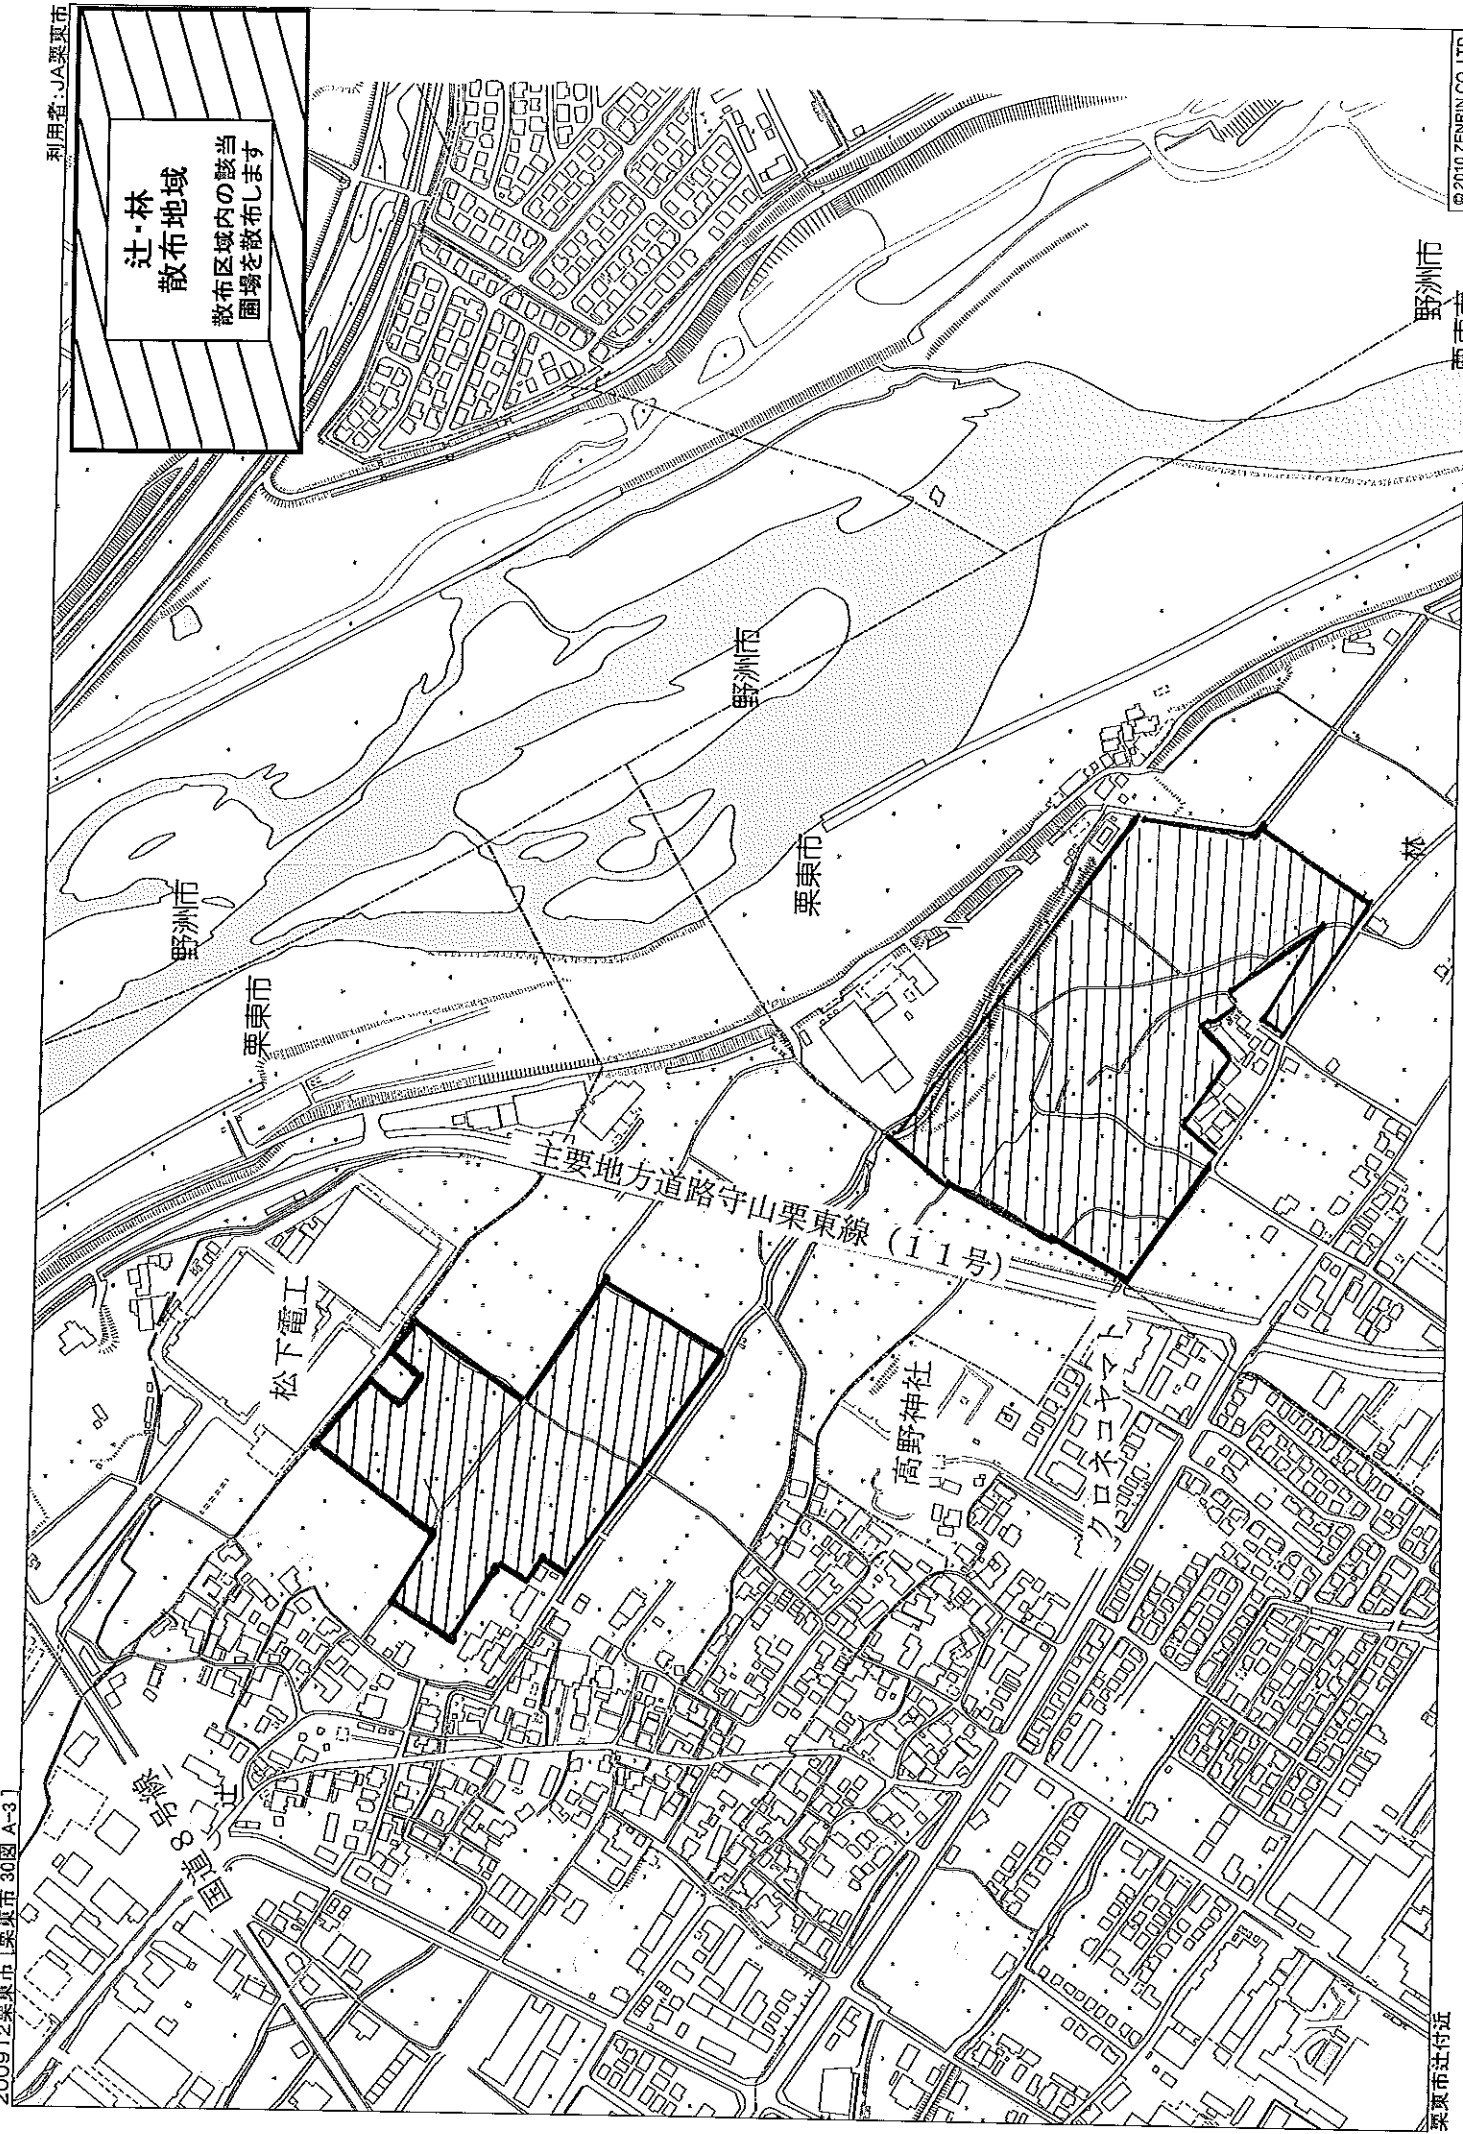 200912栗東市 [栗東市 30図 A-3]
利用者:JA栗東市
辻・林
散布地域
散布区域内の該当
圃場を散布します
野洲市
栗東市
野洲市
栗東市
野洲市
主要地方道路守山栗東線（11号）
松下電工
高野神社
クロネコヤマト
国道8号線
辻
林
栗東市辻付近
©2010 ZENRIN CO.,LTD